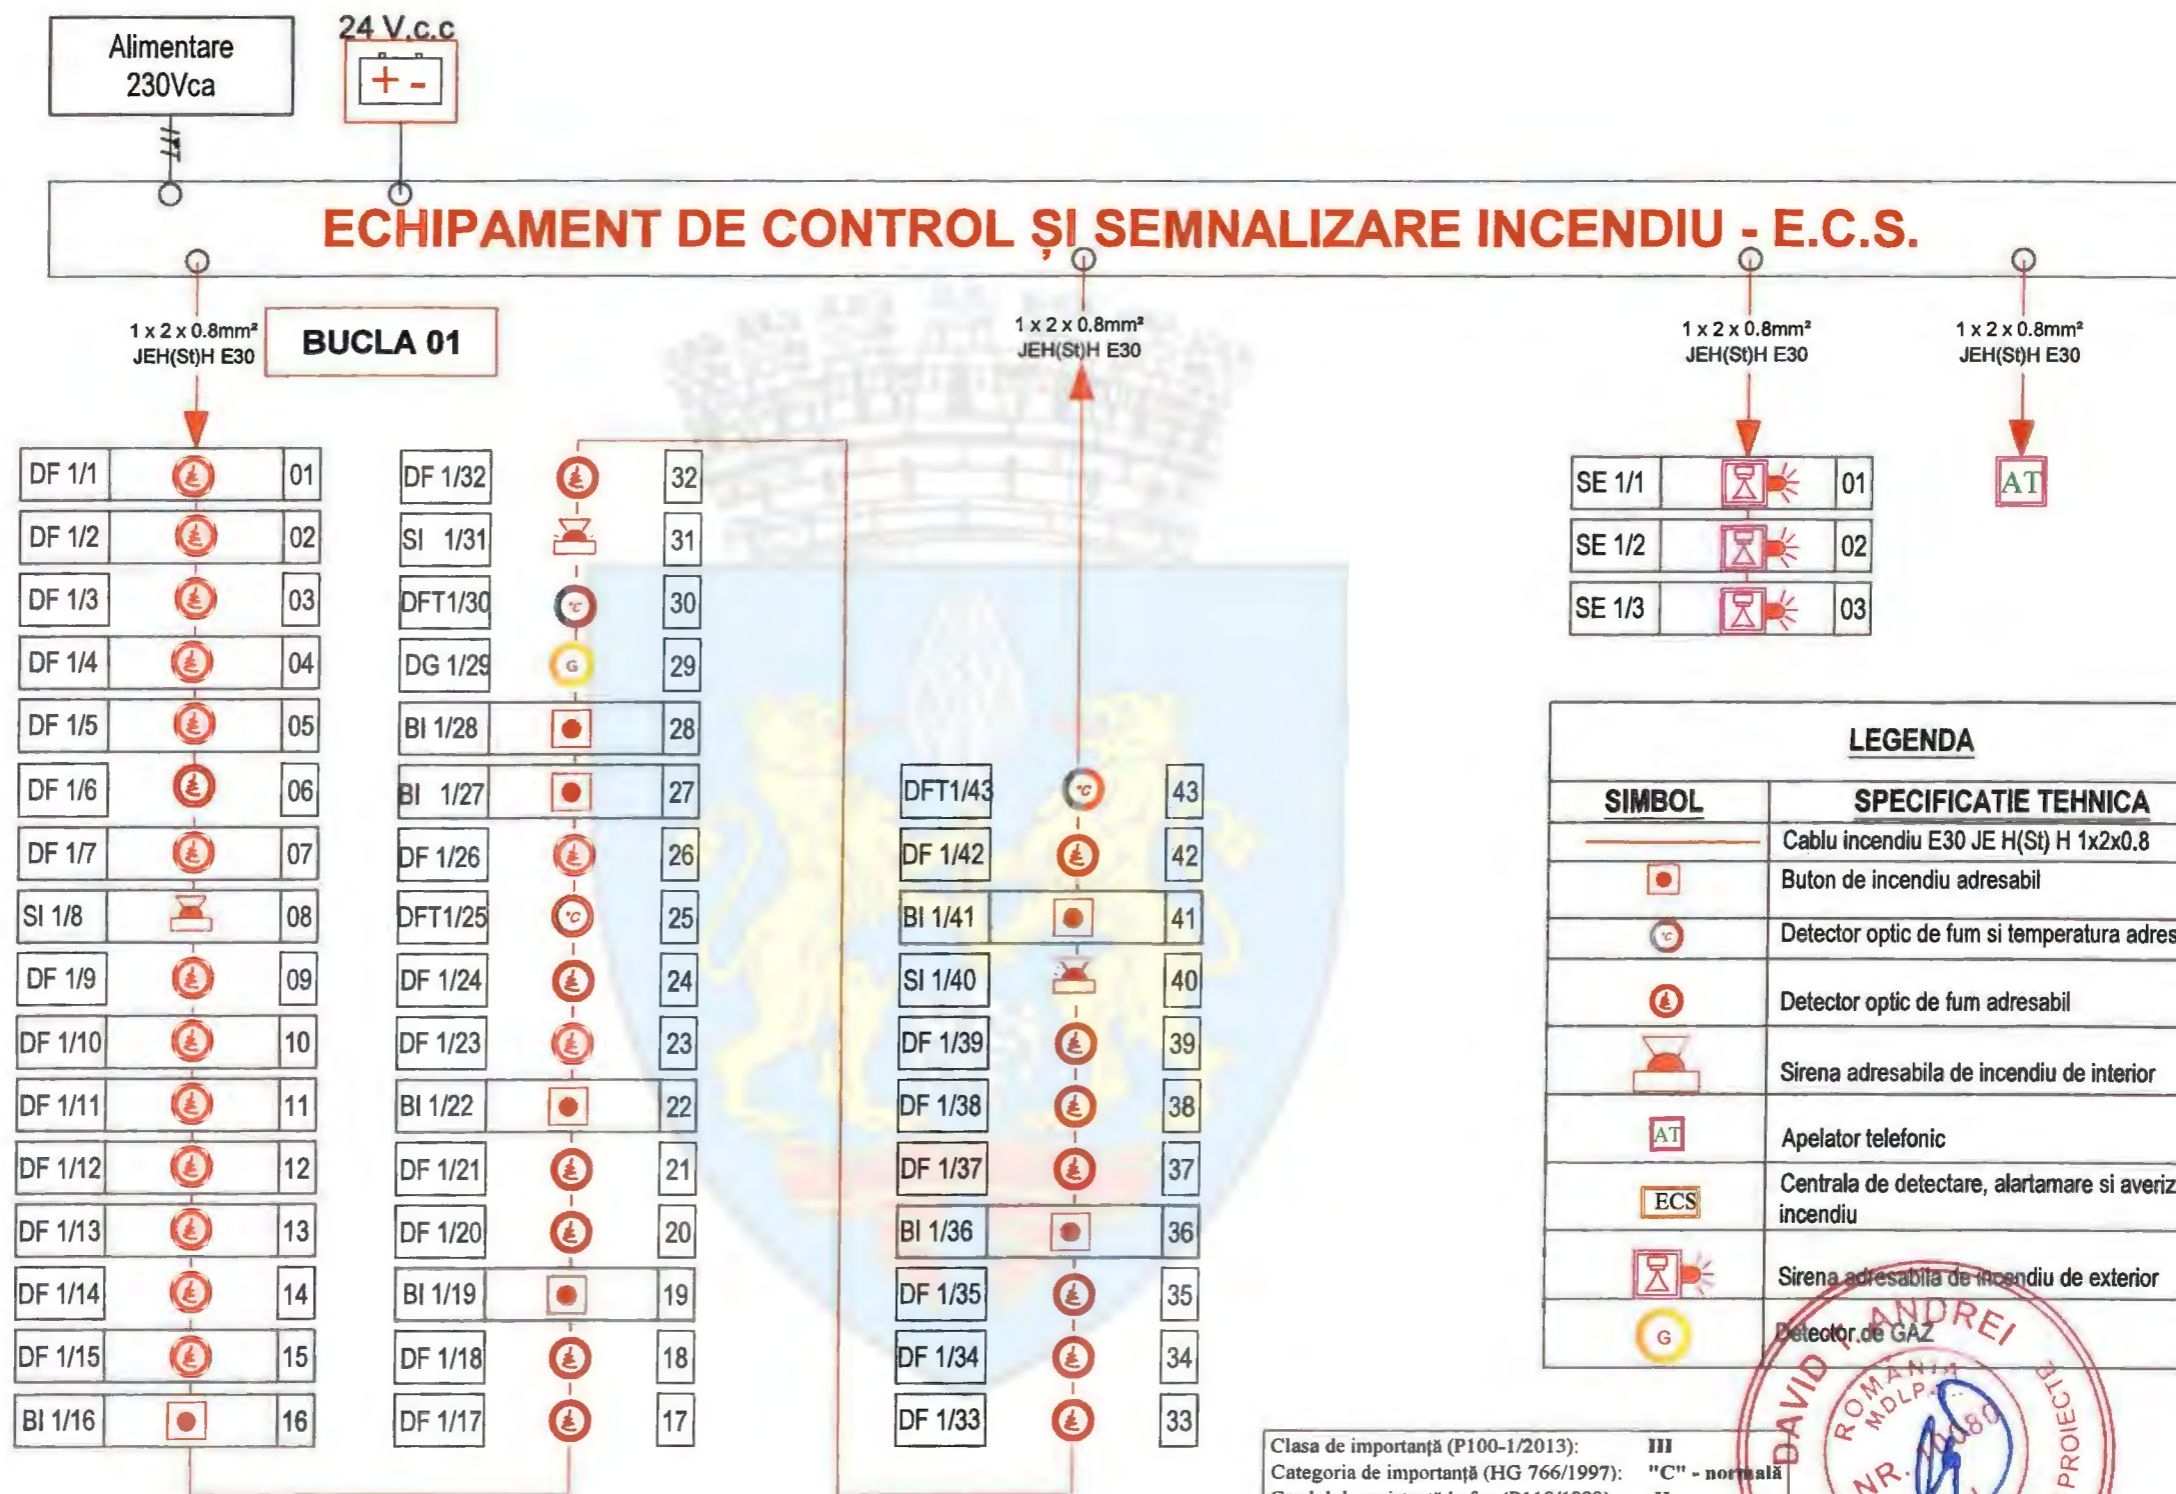 Alimentare
230Vca
24 V.c.c
+ -
ECHIPAMENT DE CONTROL ȘI SEMNALIZARE INCENDIU - E.C.S.
1 x 2 x 0.8mm²
JEH(St)H E30
BUCLA 01
1 x 2 x 0.8mm²
JEH(St)H E30
1 x 2 x 0.8mm²
JEH(St)H E30
1 x 2 x 0.8mm²
JEH(St)H E30
DF 1/1 01
DF 1/2 02
DF 1/3 03
DF 1/4 04
DF 1/5 05
DF 1/6 06
DF 1/7 07
SI 1/8 08
DF 1/9 09
DF 1/10 10
DF 1/11 11
DF 1/12 12
DF 1/13 13
DF 1/14 14
DF 1/15 15
BI 1/16 16
DF 1/32 32
SI 1/31 31
DFT1/30 °C 30
DG 1/29 G 29
BI 1/28 28
BI 1/27 27
DF 1/26 26
DFT1/25 °C 25
DF 1/24 24
DF 1/23 23
BI 1/22 22
DF 1/21 21
DF 1/20 20
BI 1/19 19
DF 1/18 18
DF 1/17 17
DFT1/43 °C 43
DF 1/42 42
BI 1/41 41
SI 1/40 40
DF 1/39 39
DF 1/38 38
DF 1/37 37
BI 1/36 36
DF 1/35 35
DF 1/34 34
DF 1/33 33
SE 1/1 01
SE 1/2 02
SE 1/3 03
AT
LEGENDA
SIMBOL SPECIFICATIE TEHNICA
Cablu incendiu E30 JE H(St) H 1x2x0.8
Buton de incendiu adresabil
°C Detector optic de fum si temperatura adres
Detector optic de fum adresabil
Sirena adresabila de incendiu de interior
AT Apelator telefonic
ECS Centrala de detectare, alartamare si averiz
incendiu
Sirena adresabila de incendiu de exterior
G Detector de GAZ
Clasa de importanță (P100-1/2013): III
Categoria de importanță (HG 766/1997): "C" - normală
DAVID I. ANDREI
ROMÂNIA
MDLP
NR. 10080
PROIECTE